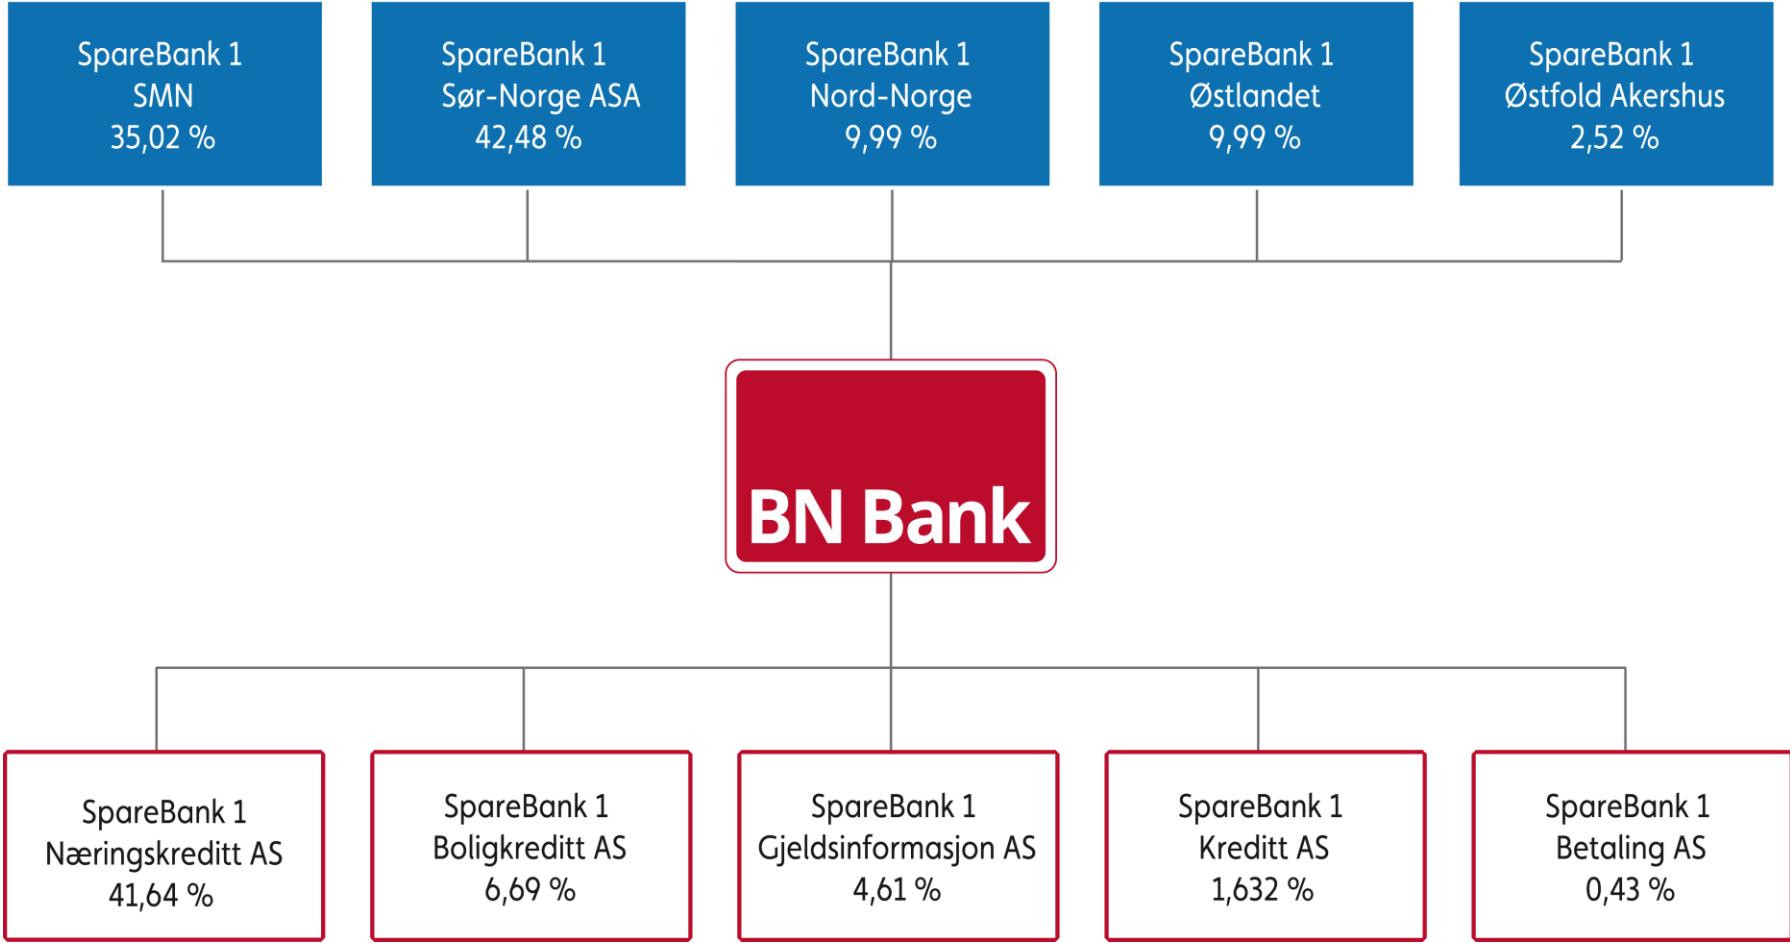 SpareBank 1
SMN
35,02 %
SpareBank 1
Sør-Norge ASA
42,48 %
SpareBank 1
Nord-Norge
9,99 %
SpareBank 1
Østlandet
9,99 %
SpareBank 1
Østfold Akershus
2,52 %
BN Bank
SpareBank 1
Næringskreditt AS
41,64 %
SpareBank 1
Boligkreditt AS
6,69 %
SpareBank 1
Gjeldsinformasjon AS
4,61 %
SpareBank 1
Kreditt AS
1,632 %
SpareBank 1
Betaling AS
0,43 %